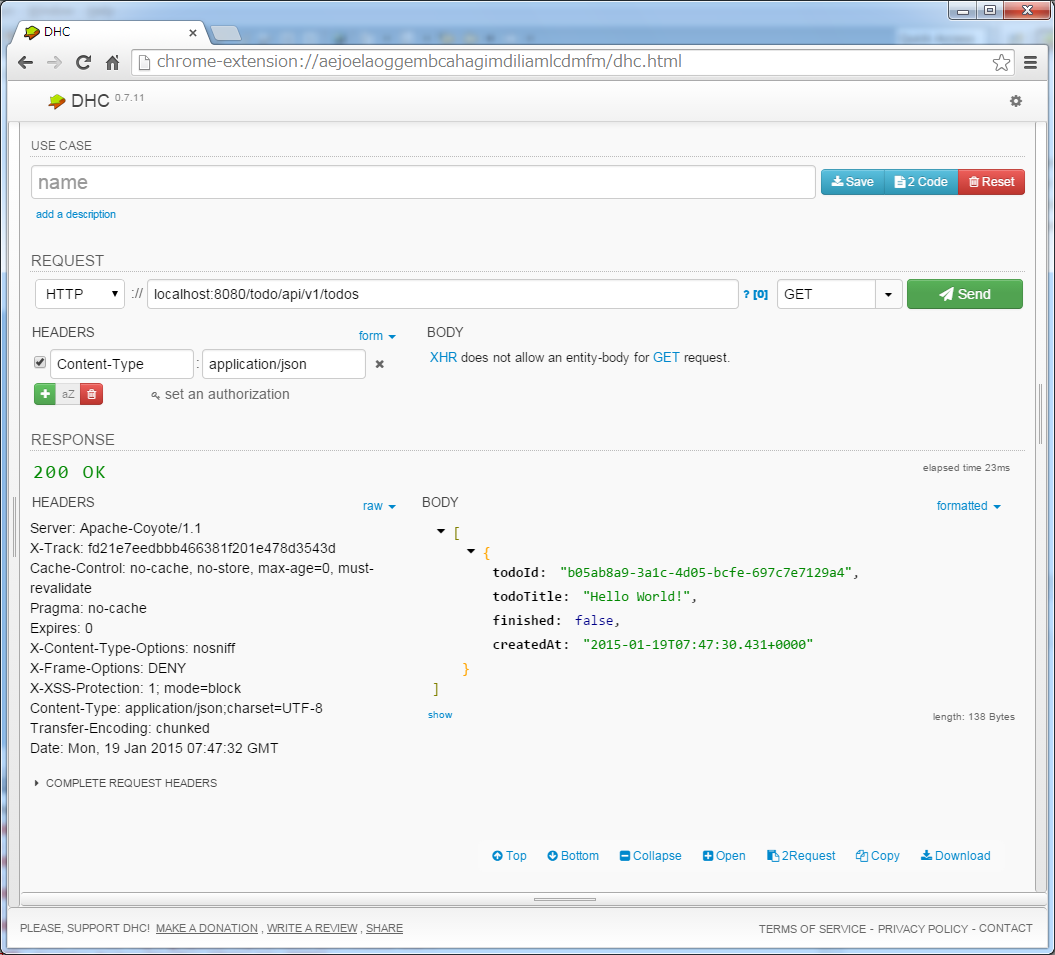 DHC
chrome-extension://aejoelaoggembcahagimdiliamlcdmfm/dhc.html
DHC 0.7.11
USE CASE
name
Save 2 Code Reset
add a description
REQUEST
HTTP :// localhost:8080/todo/api/v1/todos ? [0] GET Send
HEADERS form
BODY
Content-Type : application/json
XHR does not allow an entity-body for GET request.
aZ set an authorization
RESPONSE
200 OK
elapsed time 23ms
HEADERS raw
BODY formatted
Server: Apache-Coyote/1.1
X-Track: fd21e7eedbbb466381f201e478d3543d
Cache-Control: no-cache, no-store, max-age=0, must-
revalidate
Pragma: no-cache
Expires: 0
X-Content-Type-Options: nosniff
X-Frame-Options: DENY
X-XSS-Protection: 1; mode=block
Content-Type: application/json;charset=UTF-8
Transfer-Encoding: chunked
Date: Mon, 19 Jan 2015 07:47:32 GMT
[
{
todoId: "b05ab8a9-3a1c-4d05-bcfe-697c7e7129a4",
todoTitle: "Hello World!",
finished: false,
createdAt: "2015-01-19T07:47:30.431+0000"
}
]
show
length: 138 Bytes
COMPLETE REQUEST HEADERS
Top Bottom Collapse Open 2Request Copy Download
PLEASE, SUPPORT DHC! MAKE A DONATION , WRITE A REVIEW , SHARE
TERMS OF SERVICE - PRIVACY POLICY - CONTACT